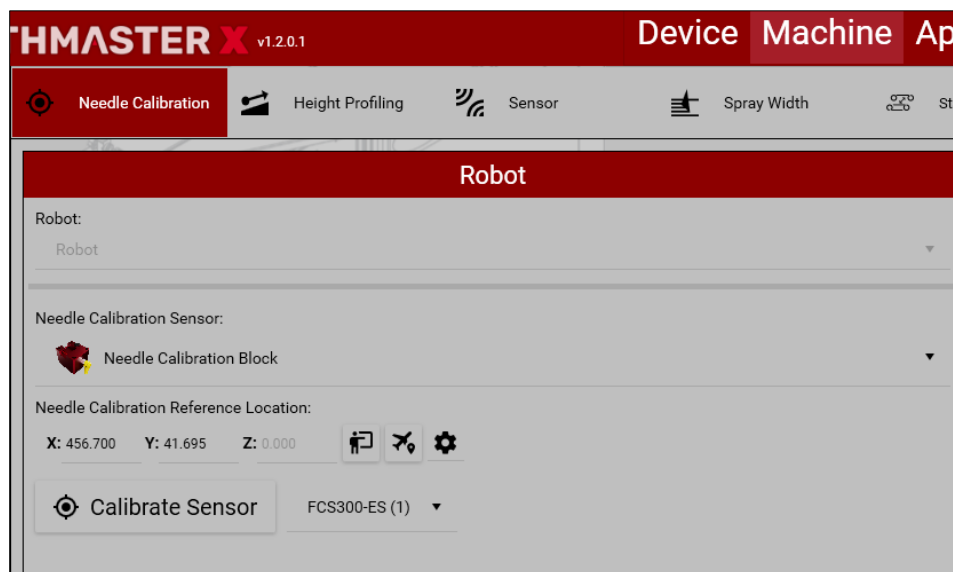 THMASTER X v1.2.0.1 Device Machine Ap
Needle Calibration Height Profiling Sensor Spray Width St
Robot
Robot:
Robot
Needle Calibration Sensor:
Needle Calibration Block
Needle Calibration Reference Location:
X: 456.700 Y: 41.695 Z: 0.000
Calibrate Sensor FCS300-ES (1)